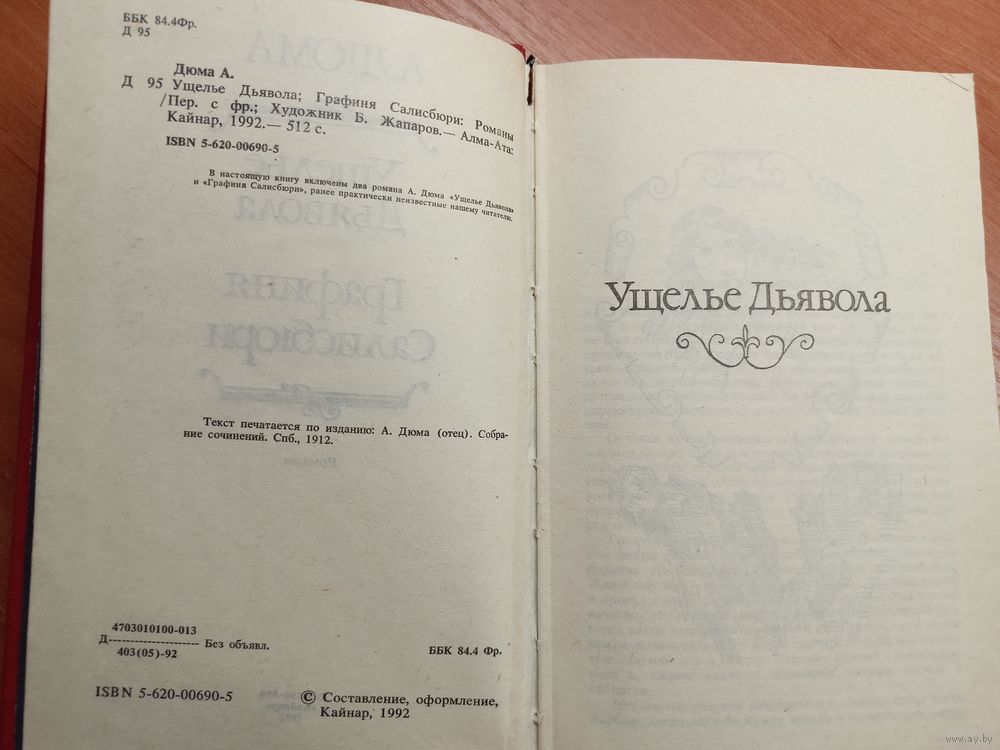 ББК 84.4Фр.
Д 95
Дюма А.
Д 95 Ущелье Дьявола; Графиня Салисбюри: Романы
/Пер. с фр.; Художник Б. Жапаров.— Алма-Ата:
Кайнар, 1992.— 512 с.
ISBN 5-620-00690-5
В настоящую книгу включены два романа А. Дюма «Ущелье Дьявола»
и «Графиня Салисбюри», ранее практически неизвестные нашему читателю.
Текст печатается по изданию: А. Дюма (отец). Собра-
ние сочинений. Спб., 1912.
4703010100-013
Д--------------------- Без объявл.
403(05)-92
ББК 84.4 Фр.
ISBN 5-620-00690-5
© Составление, оформление,
Кайнар, 1992
Ущелье Дьявола
www.ay.by